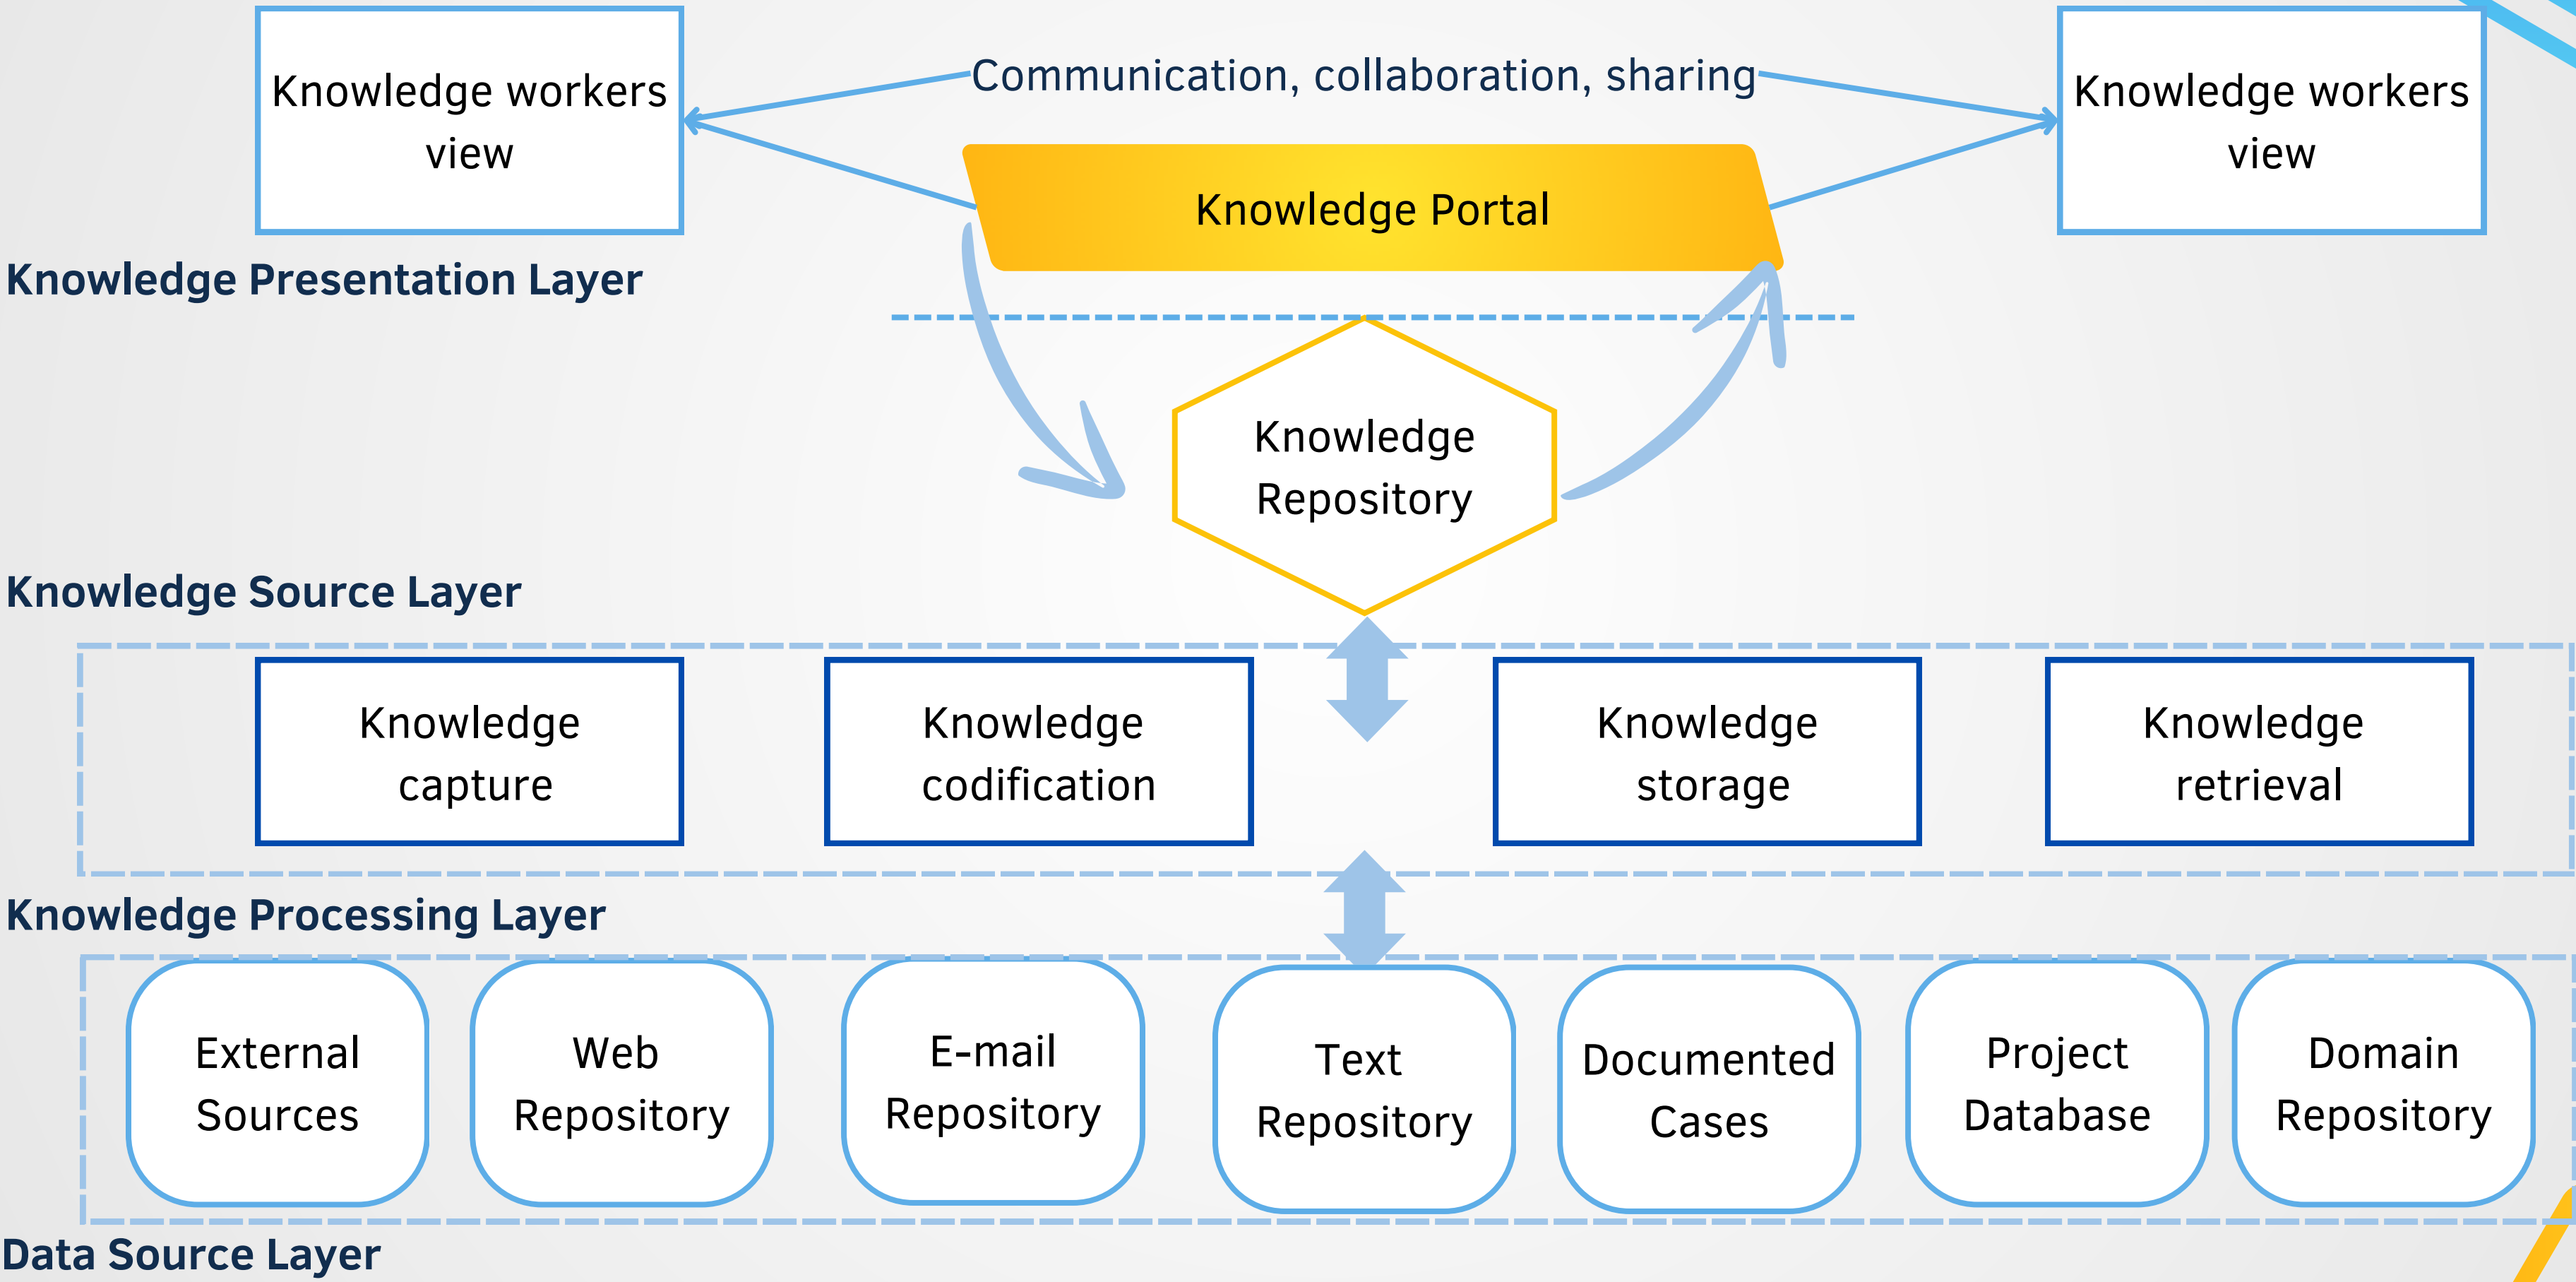 Knowledge workers
view
Communication, collaboration, sharing
Knowledge workers
view
Knowledge Portal
Knowledge Presentation Layer
Knowledge
Repository
Knowledge Source Layer
Knowledge
capture
Knowledge
codification
Knowledge
storage
Knowledge
retrieval
Knowledge Processing Layer
External
Sources
Web
Repository
E-mail
Repository
Text
Repository
Documented
Cases
Project
Database
Domain
Repository
Data Source Layer